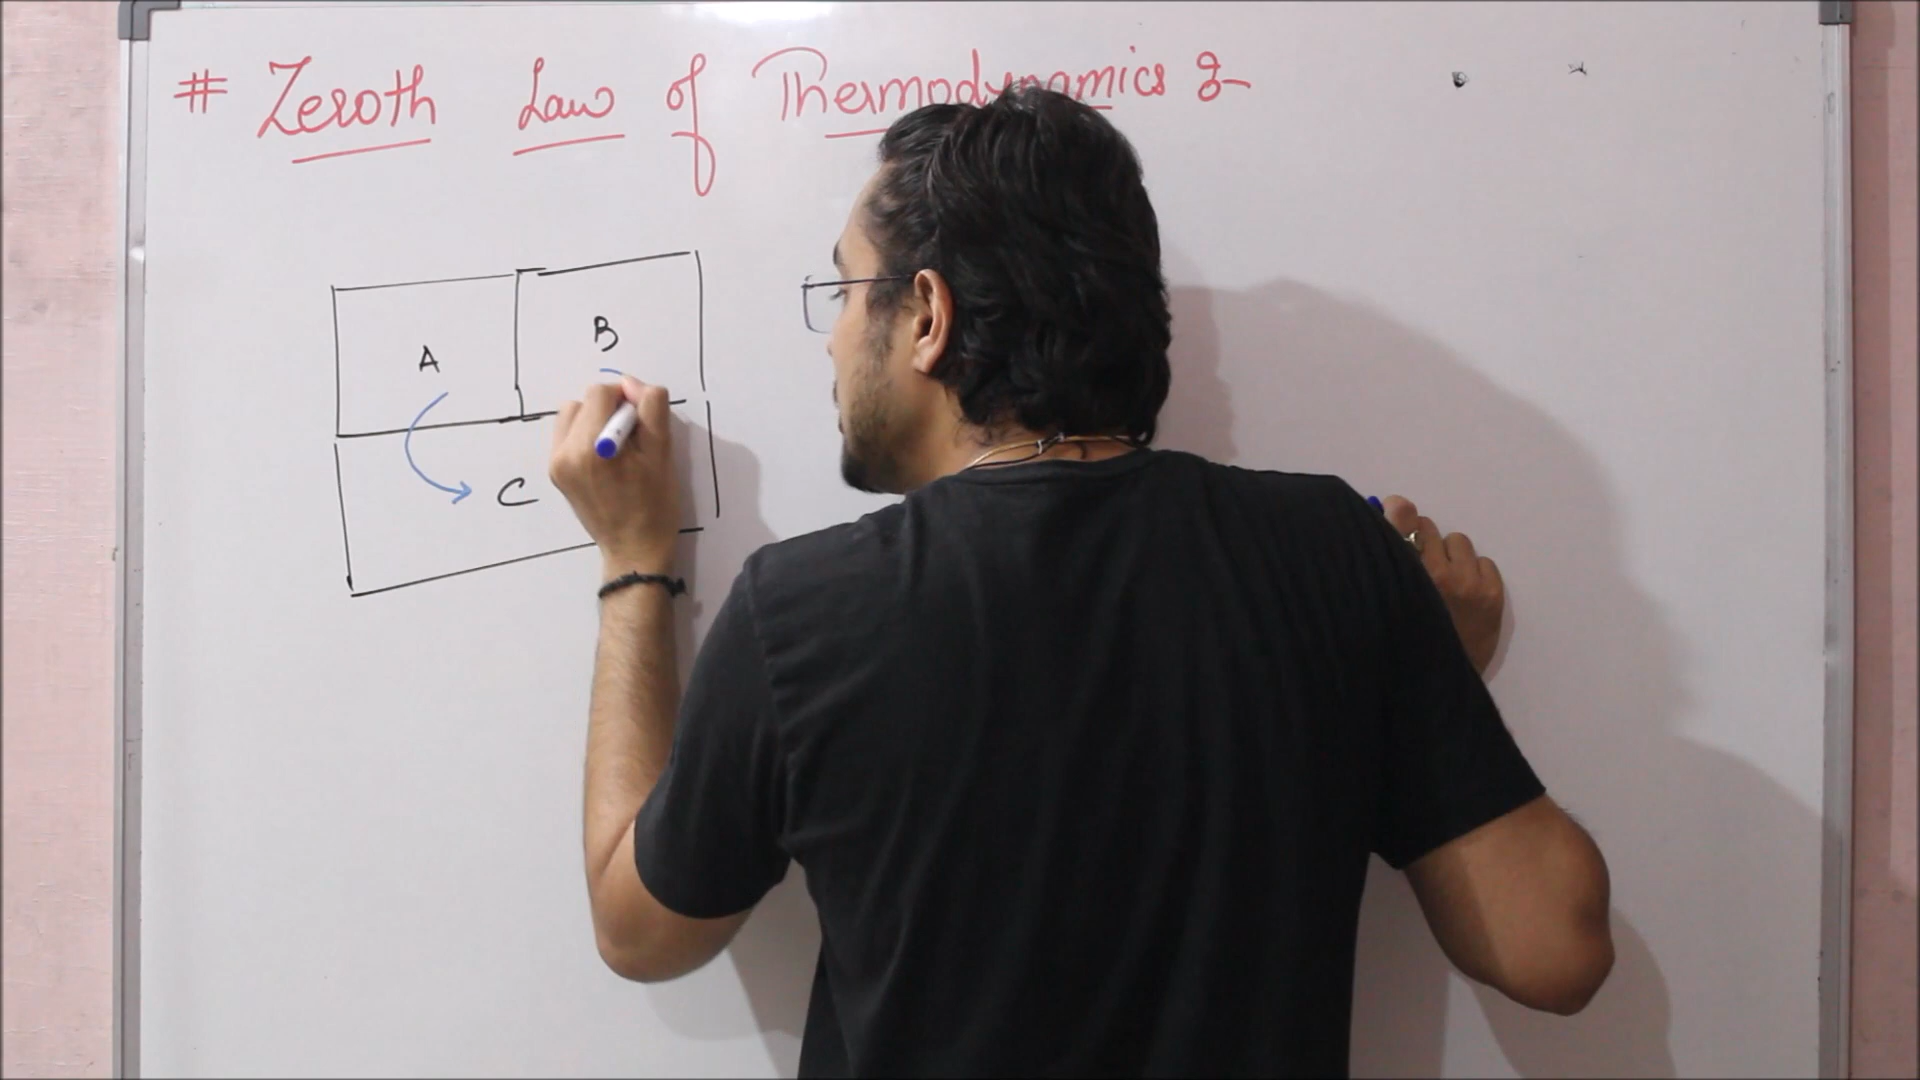 # Zeroth Law of Thermodynamics :-
A
B
C